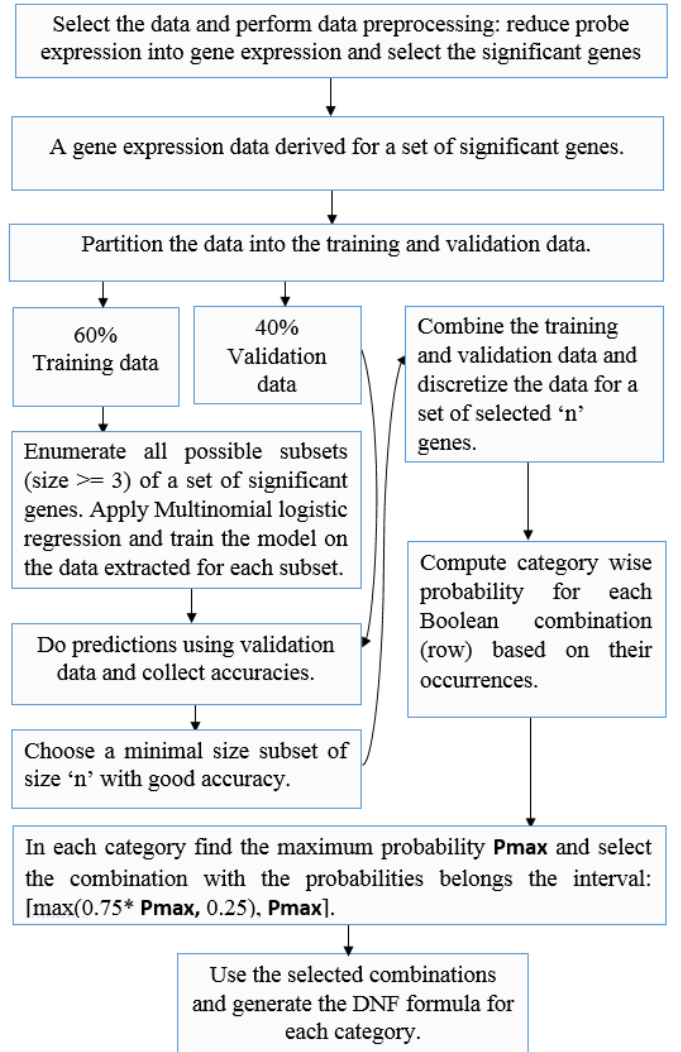 Select the data and perform data preprocessing: reduce probe
expression into gene expression and select the significant genes
A gene expression data derived for a set of significant genes.
Partition the data into the training and validation data.
60%
Training data
40%
Validation
data
Enumerate all possible subsets
(size >= 3) of a set of significant
genes. Apply Multinomial logistic
regression and train the model on
the data extracted for each subset.
Do predictions using validation
data and collect accuracies.
Choose a minimal size subset of
size ‘n’ with good accuracy.
Combine the training
and validation data and
discretize the data for a
set of selected ‘n’
genes.
Compute category wise
probability for each
Boolean combination
(row) based on their
occurrences.
In each category find the maximum probability Pmax and select
the combination with the probabilities belongs the interval:
⌈max(0.75* Pmax, 0.25), Pmax⌉.
Use the selected combinations
and generate the DNF formula for
each category.